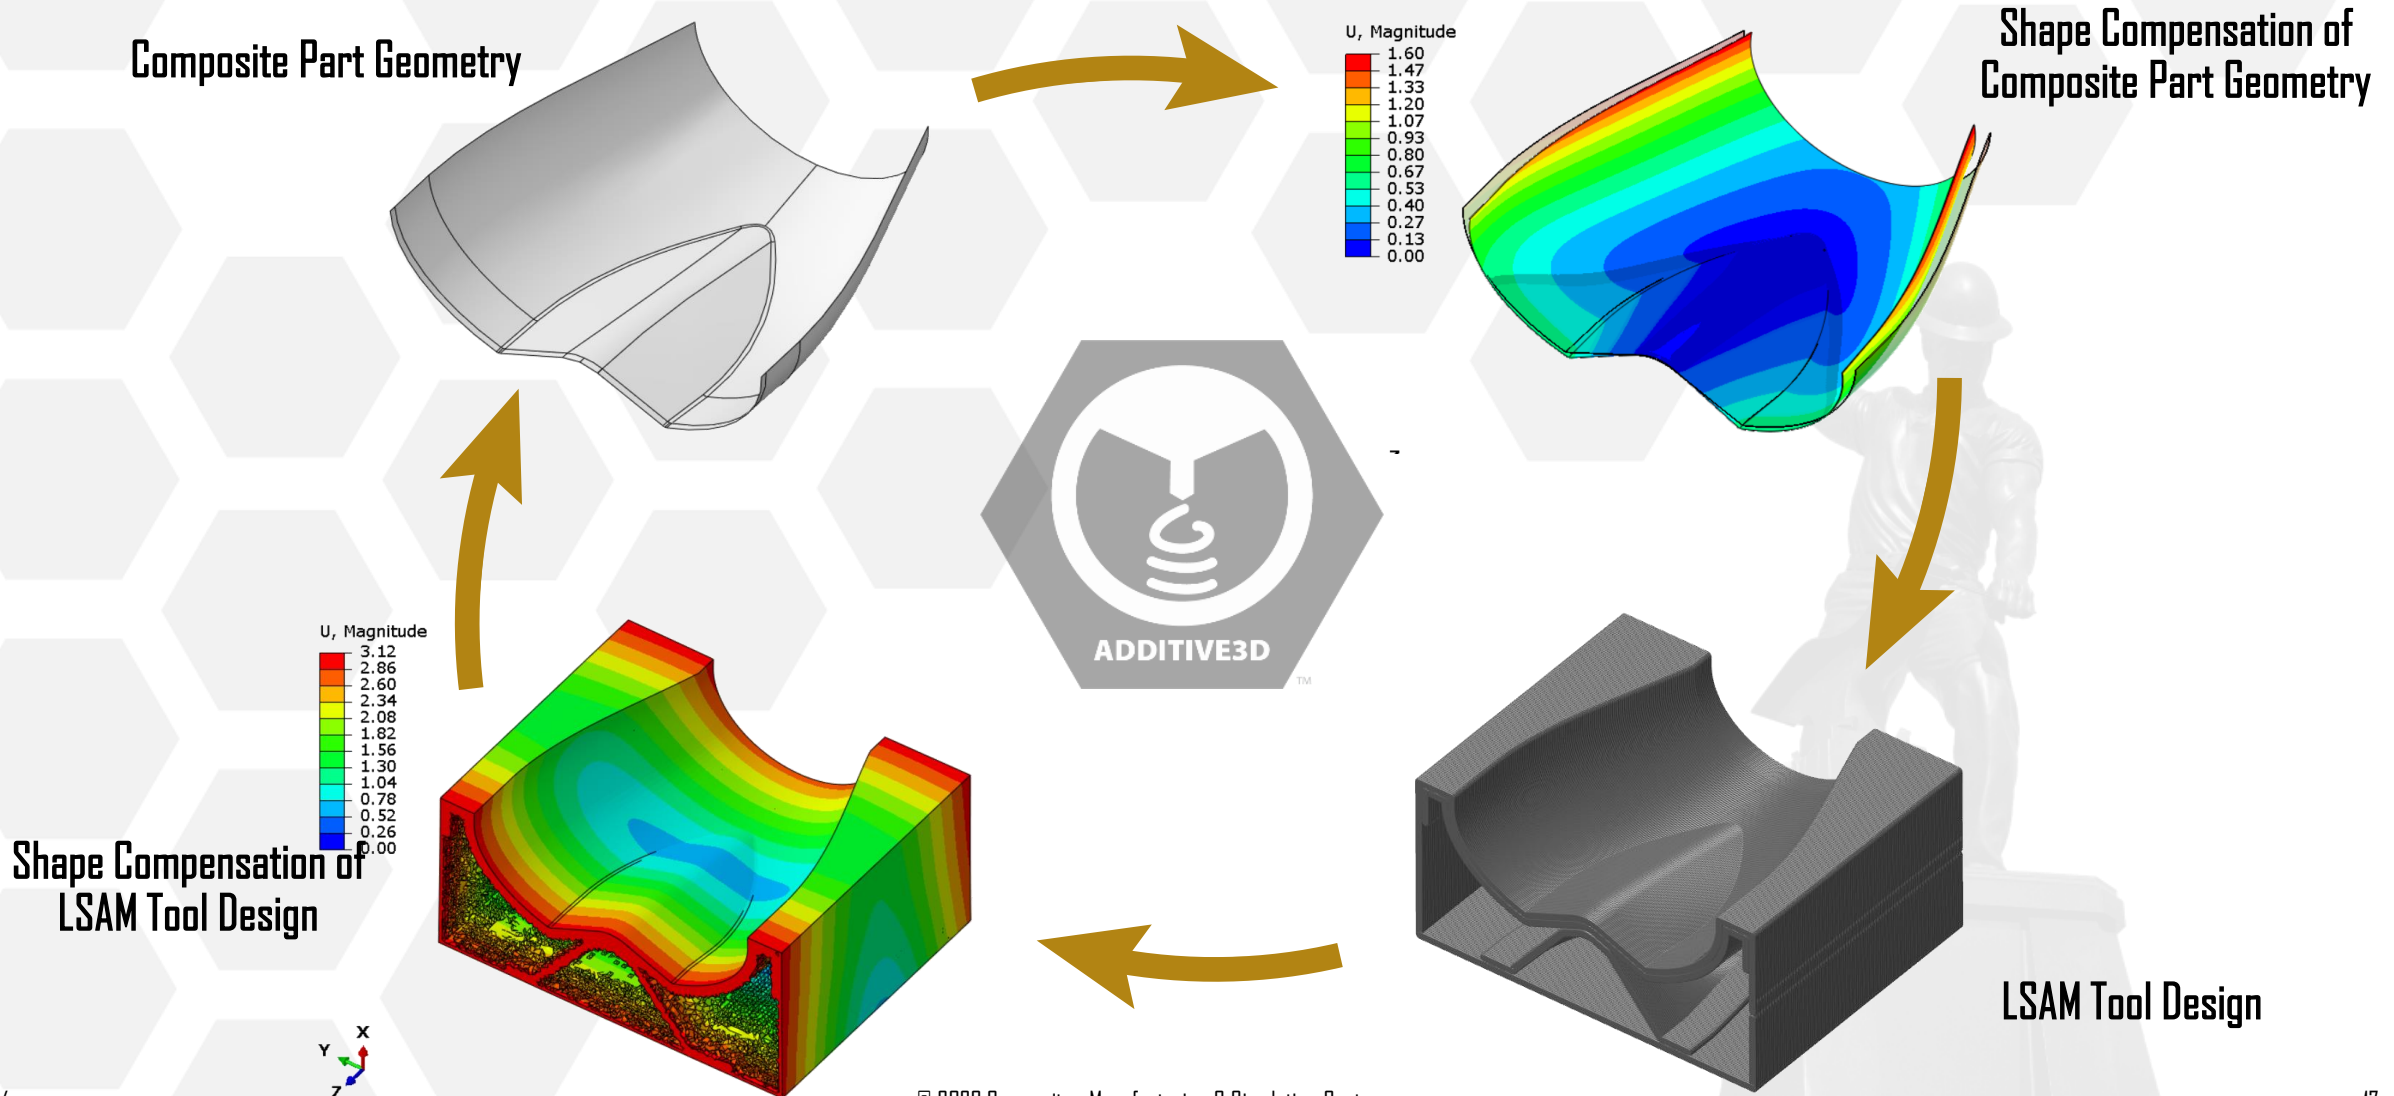 Composite Part Geometry
U, Magnitude
1.60
1.47
1.33
1.20
1.07
0.93
0.80
0.67
0.53
0.40
0.27
0.13
0.00
Shape Compensation of
Composite Part Geometry
ADDITIVE3D
TM
U, Magnitude
3.12
2.86
2.60
2.34
2.08
1.82
1.56
1.30
1.04
0.78
0.52
0.26
0.00
Shape Compensation of
LSAM Tool Design
LSAM Tool Design
X
Y
Z